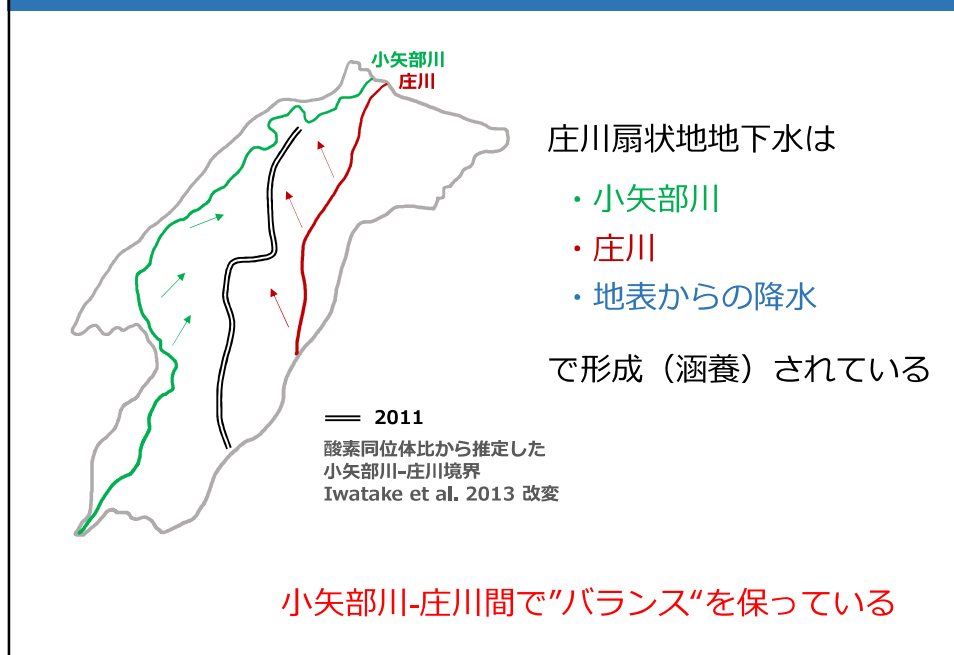 小矢部川
庄川
庄川扇状地地下水は
・小矢部川
・庄川
・地表からの降水
で形成（涵養）されている
2011
酸素同位体比から推定した
小矢部川-庄川境界
Iwatake et al. 2013 改変
小矢部川-庄川間で”バランス“を保っている